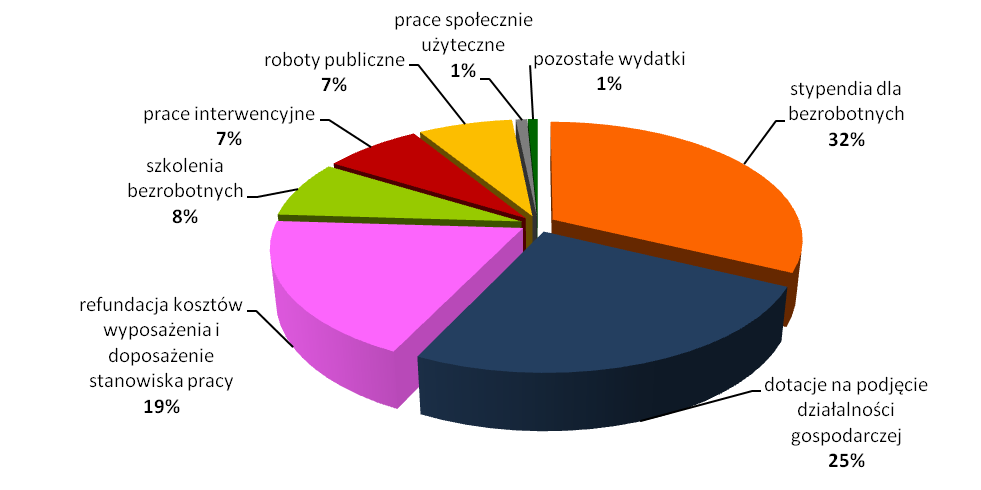 prace społecznie
użyteczne
1%
pozostałe wydatki
1%
roboty publiczne
7%
stypendia dla
bezrobotnych
32%
prace interwencyjne
7%
szkolenia
bezrobotnych
8%
refundacja kosztów
wyposażenia i
doposażenie
stanowiska pracy
19%
dotacje na podjęcie
działalności
gospodarczej
25%